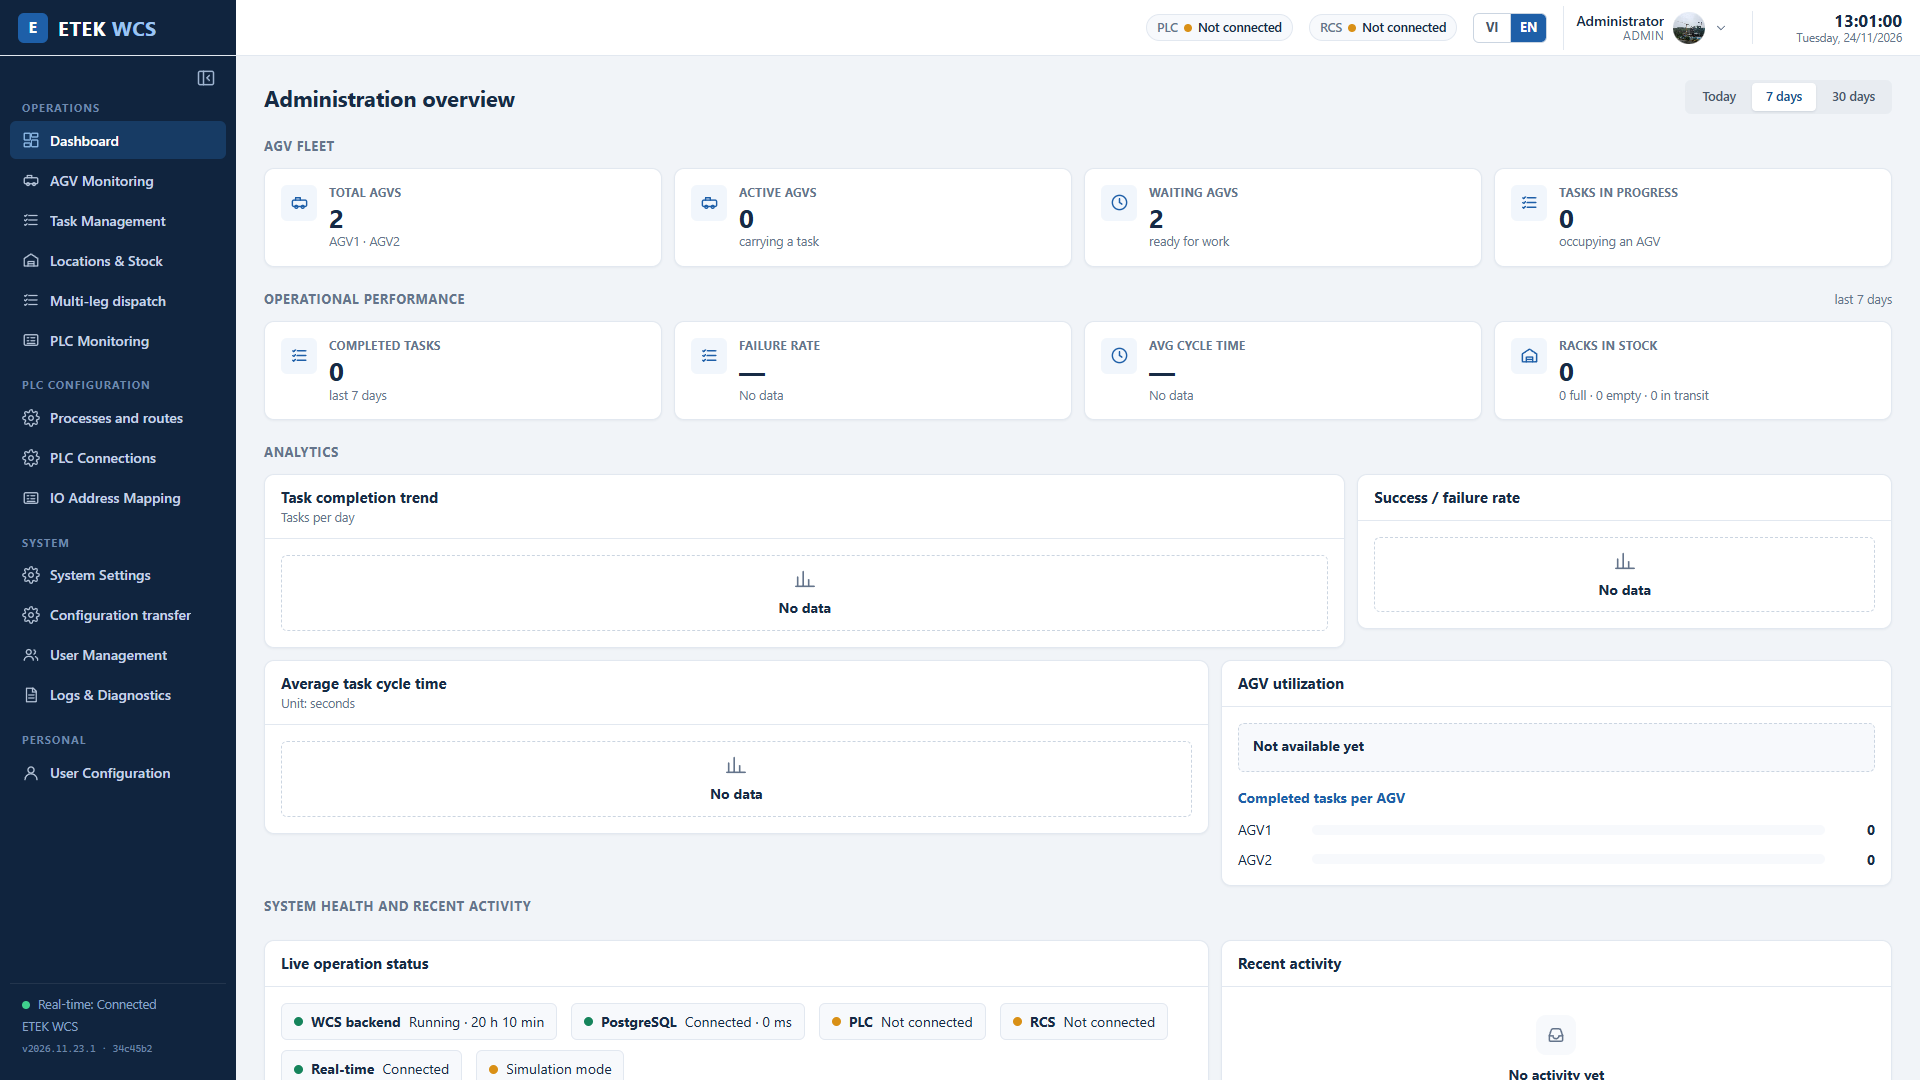 E ETEK WCS
PLC Not connected
RCS Not connected
VI EN
Administrator
ADMIN
13:01:00
Tuesday, 24/11/2026
OPERATIONS
Dashboard
AGV Monitoring
Task Management
Locations & Stock
Multi-leg dispatch
PLC Monitoring
PLC CONFIGURATION
Processes and routes
PLC Connections
IO Address Mapping
SYSTEM
System Settings
Configuration transfer
User Management
Logs & Diagnostics
PERSONAL
User Configuration
Real-time: Connected
ETEK WCS
v2026.11.23.1 · 34c45b2
Administration overview
Today 7 days 30 days
AGV FLEET
TOTAL AGVS
2
AGV1 · AGV2
ACTIVE AGVS
0
carrying a task
WAITING AGVS
2
ready for work
TASKS IN PROGRESS
0
occupying an AGV
OPERATIONAL PERFORMANCE
last 7 days
COMPLETED TASKS
0
last 7 days
FAILURE RATE
—
No data
AVG CYCLE TIME
—
No data
RACKS IN STOCK
0
0 full · 0 empty · 0 in transit
ANALYTICS
Task completion trend
Tasks per day
No data
Success / failure rate
No data
Average task cycle time
Unit: seconds
No data
AGV utilization
Not available yet
Completed tasks per AGV
AGV1 0
AGV2 0
SYSTEM HEALTH AND RECENT ACTIVITY
Live operation status
WCS backend Running · 20 h 10 min
PostgreSQL Connected · 0 ms
PLC Not connected
RCS Not connected
Real-time Connected
Simulation mode
Recent activity
No activity yet